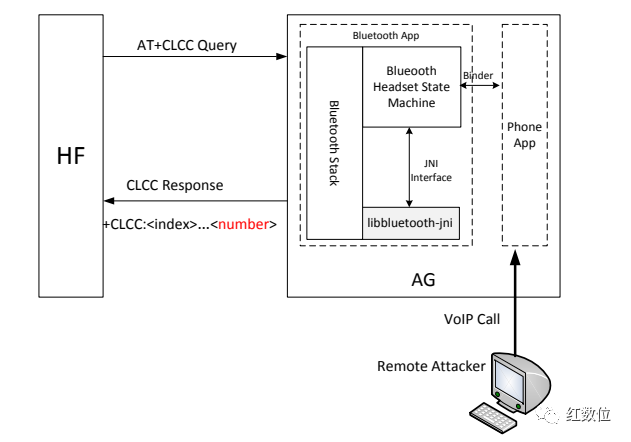 HF
AT+CLCC Query
CLCC Response
+CLCC:<index>...<number>
Bluetooth App
Bluetooth Stack
Blueooth
Headset State
Machine
JNI
Interface
libbluetooth-jni
Binder
Phone
App
AG
VoIP Call
Remote Attacker
红数位